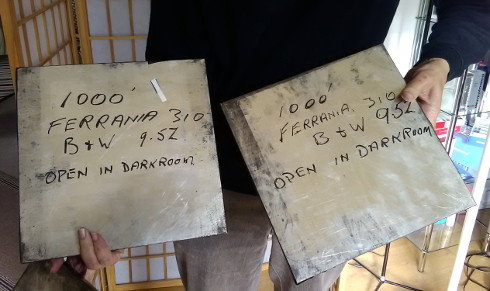 1000'
FERRANIA 310
B + W 9.5Z
OPEN IN DARKROOM
1000'
FERRANIA 310
B + W 9.5Z
OPEN IN DARKROOM